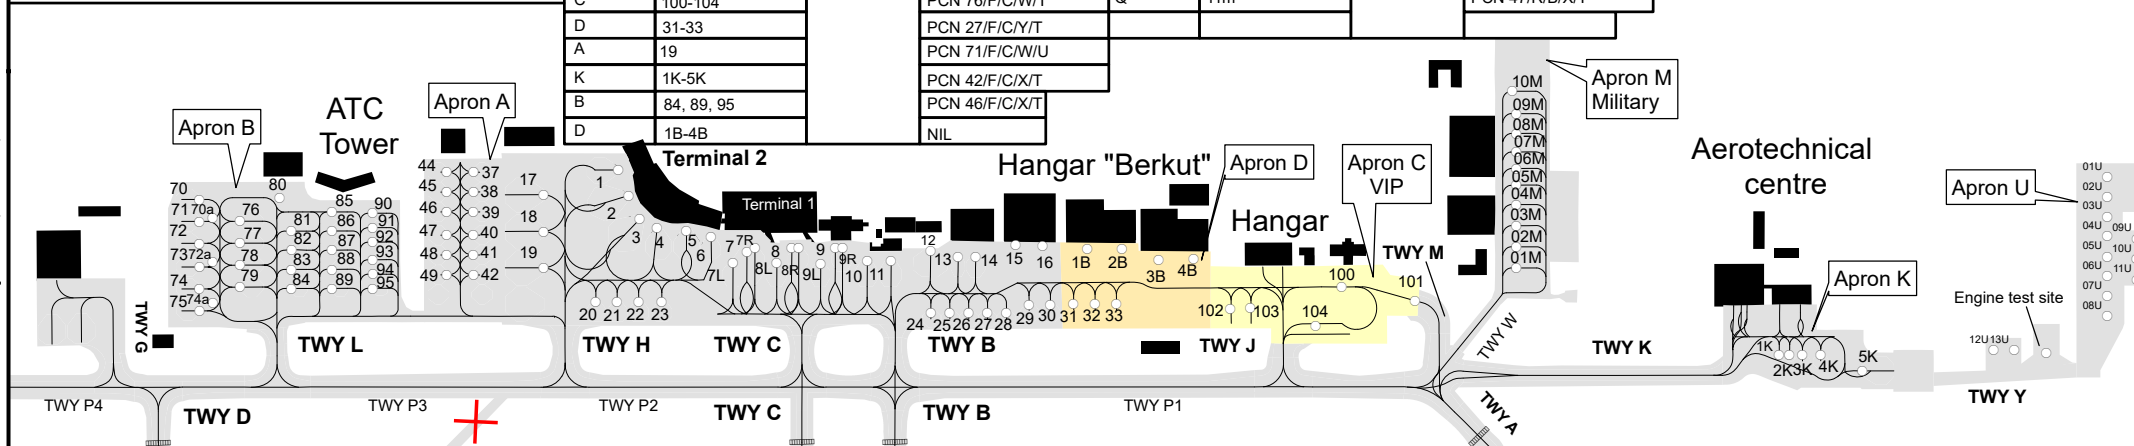 C 100-104 PCN 76/F/C/W/T Q
D 31-33 PCN 27/F/C/Y/T
A 19 PCN 71/F/C/W/U
K 1K-5K PCN 42/F/C/X/T
B 84, 89, 95 PCN 46/F/C/X/T
D 1B-4B NIL
Apron B
ATC
Tower
Apron A
Terminal 2
Terminal 1
Hangar "Berkut"
Apron D
Hangar
Apron C
VIP
Apron M
Military
Aerotechnical
centre
Apron U
Apron K
Engine test site
70
71 70a
72
73 72a
74
75 74a
76
77
78
79
80
81
82
83
84
85
86
87
88
89
90
91
92
93
94
95
44
45
46
47
48
49
37
38
39
40
41
42
17
18
19
1
2
3
4
5
6
7L
7
7R
8L
8
8R
9L
9
9R
10
11
12
13
14
15
16
1B
2B
3B
4B
20 21 22 23
24 25 26 27 28 29 30 31 32 33
100
101
102
103
104
10M
09M
08M
07M
06M
05M
04M
03M
02M
01M
1K
2K
3K
4K
5K
01U
02U
03U
04U
05U
06U
07U
08U
09U
10U
11U
12U 13U
TWY G
TWY L
TWY H
TWY C
TWY B
TWY J
TWY M
TWY W
TWY K
TWY P4
TWY D
TWY P3
TWY P2
TWY C
TWY B
TWY P1
TWY A
TWY Y